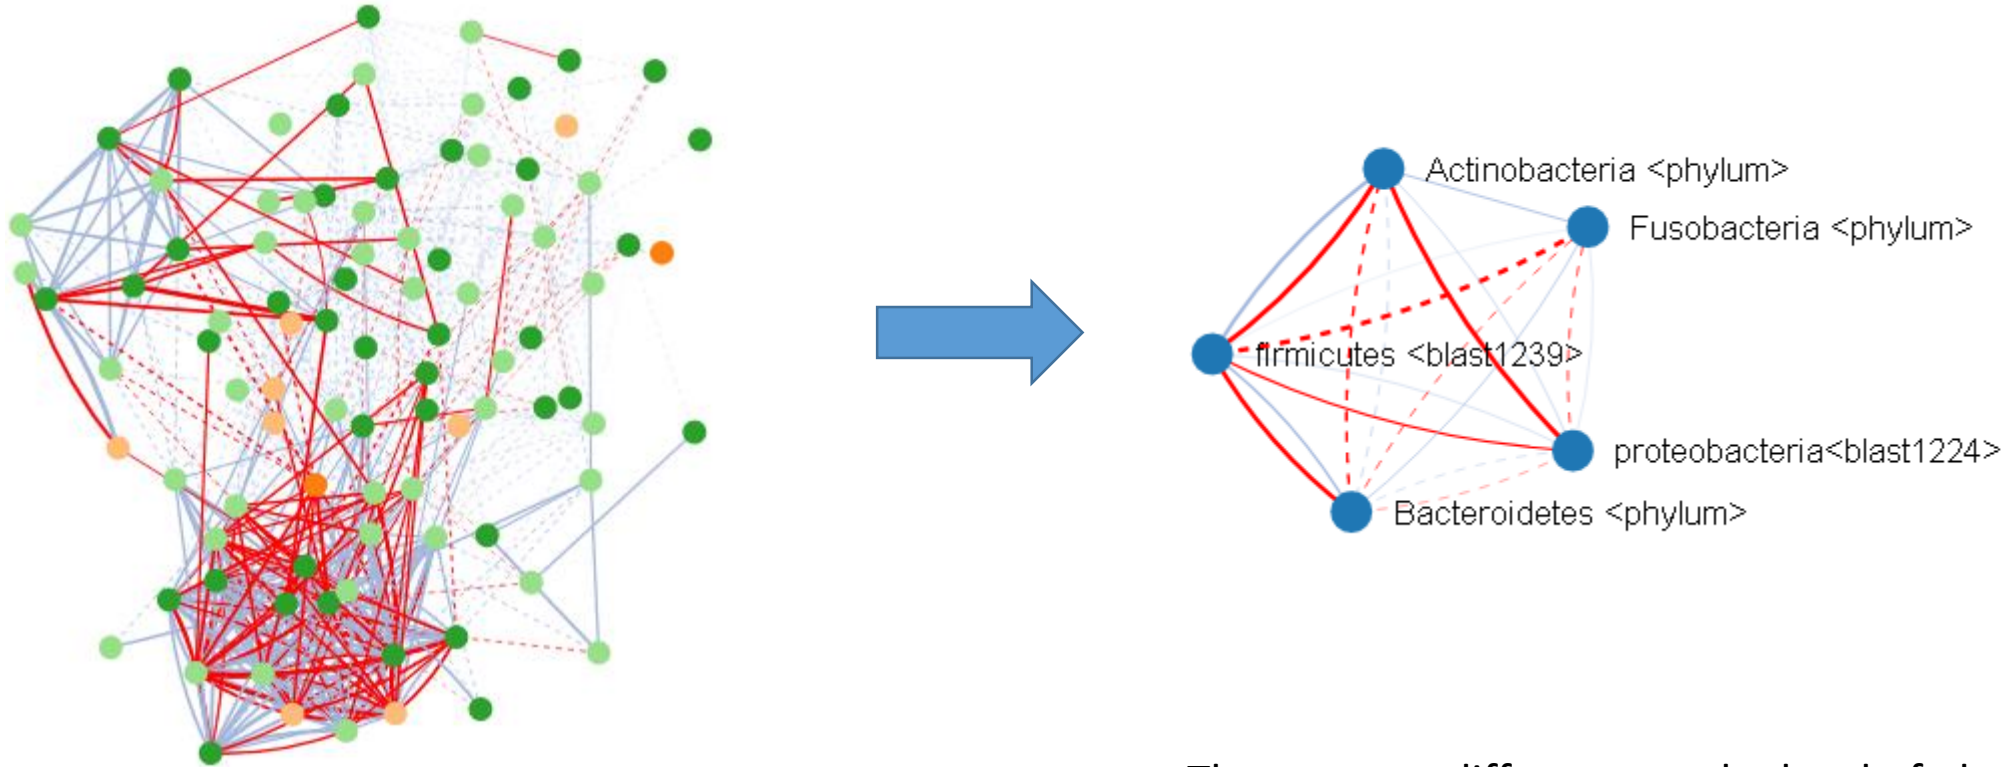 Actinobacteria <phylum>
Fusobacteria <phylum>
firmicutes <blast1239>
proteobacteria<blast1224>
Bacteroidetes <phylum>